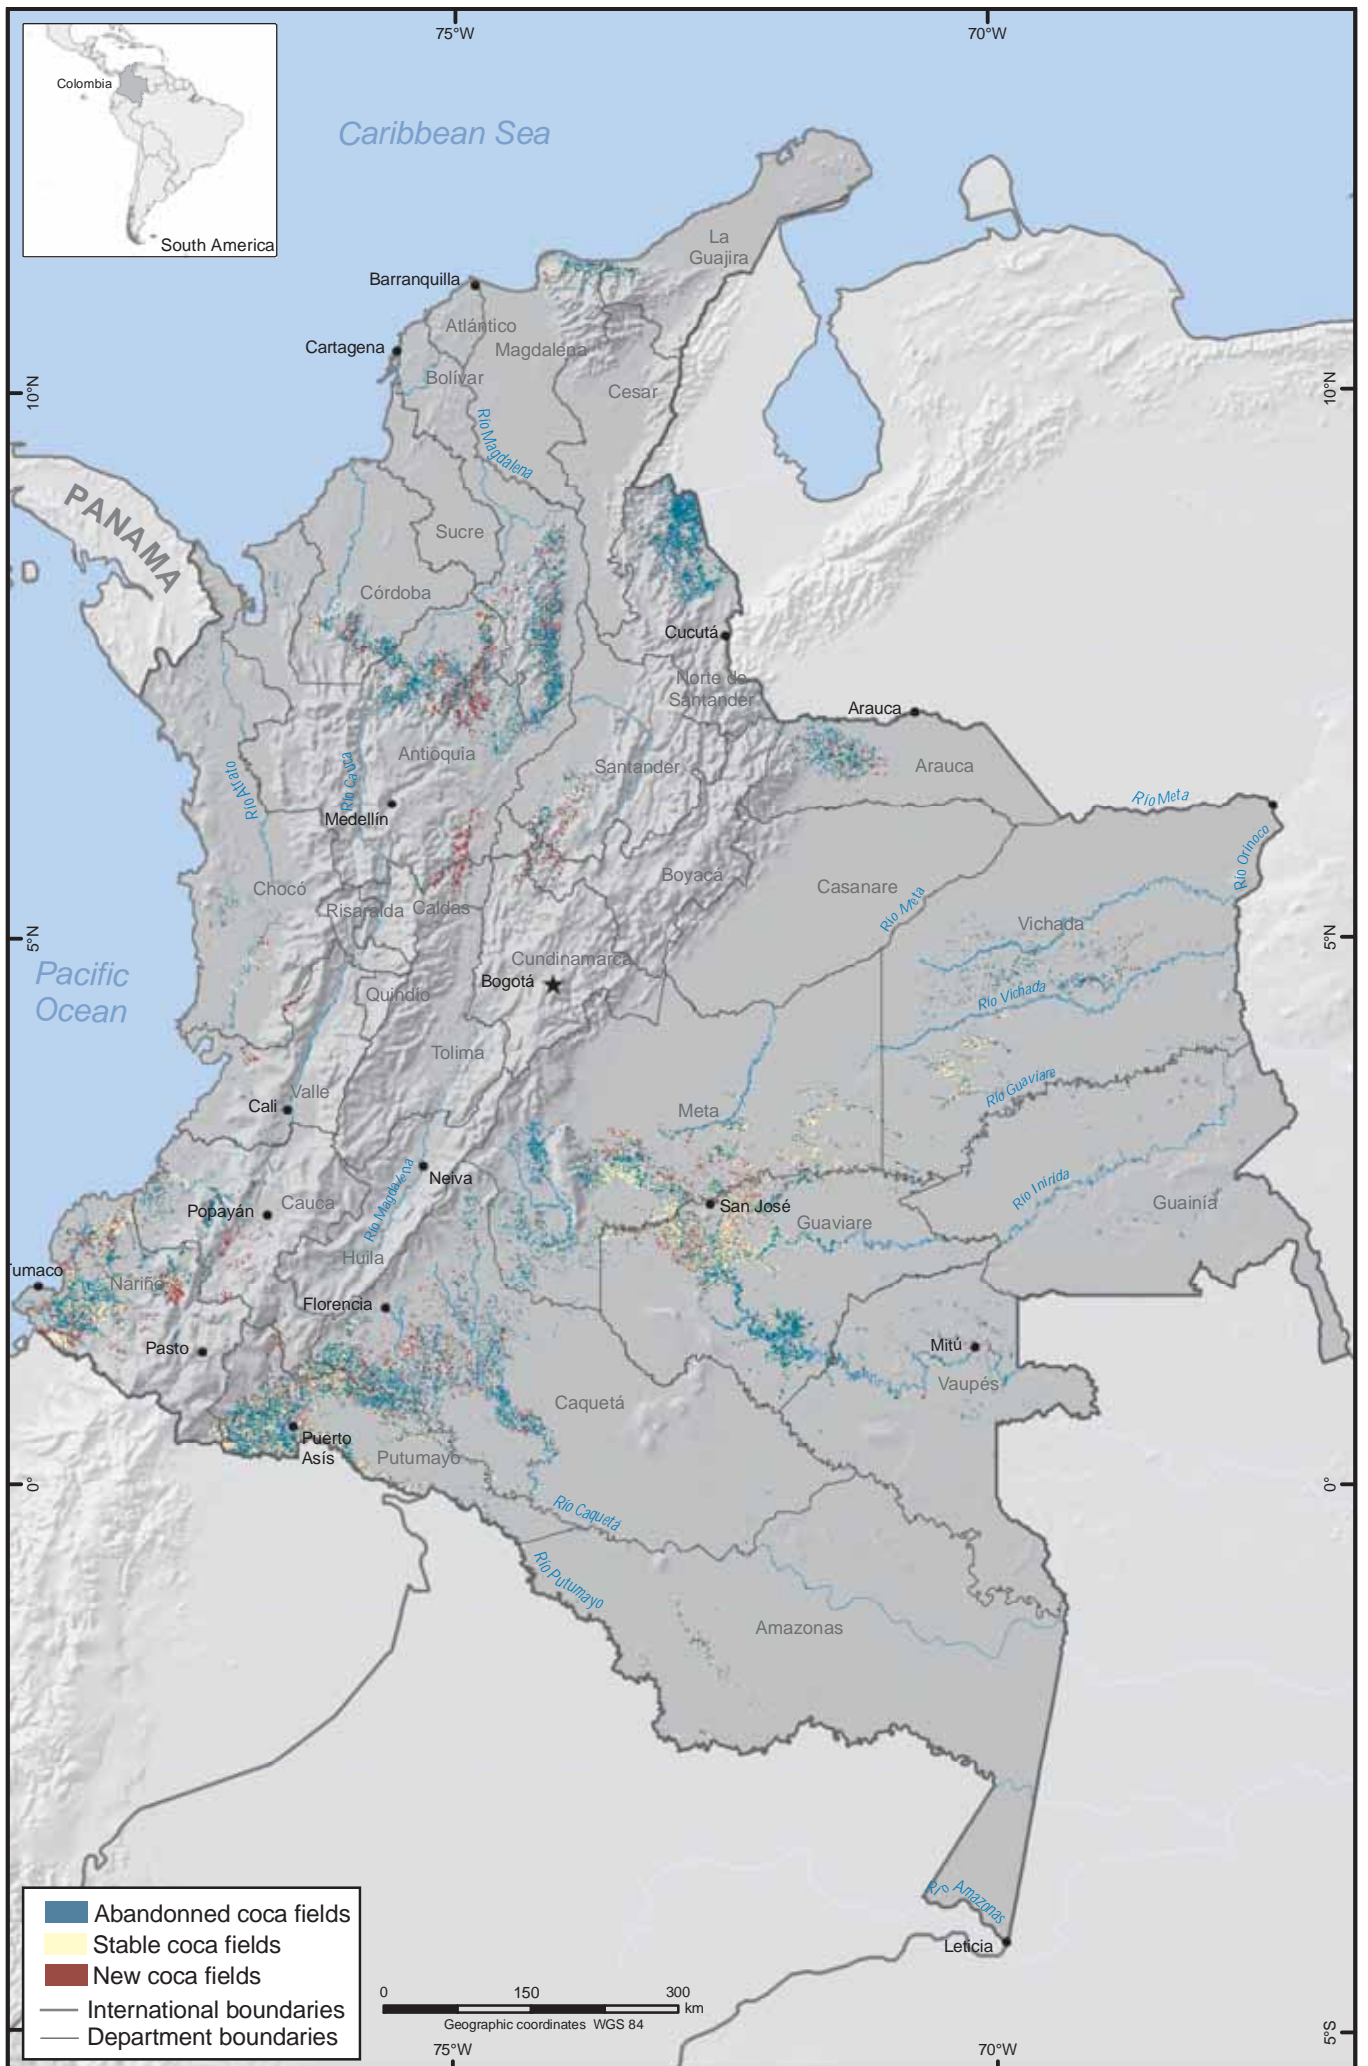 75°W
70°W
Colombia
South America
Caribbean Sea
La
Guajira
Barranquilla
Atlántico
Magdalena
Cartagena
Bolívar
Cesar
10°N
10°N
Río Magdalena
PANAMA
Sucre
Córdoba
Cucutá
Norte de
Santander
Arauca
Antioquia
Santander
Arauca
Río Cauca
Río Atrato
Río Meta
Medellín
Río Orinoco
Boyacá
Chocó
Casanare
Risaralda
Caldas
Río Meta
Vichada
5°N
5°N
Cundinamarca
Pacific
Ocean
Bogotá
Quindío
Río Vichada
Tolima
Valle
Río Guaviare
Cali
Meta
Neiva
Río Magdalena
Río Inírida
Cauca
Popayán
San José
Guainía
Guaviare
Huila
umaco
Nariño
Florencia
Pasto
Mitú
Vaupés
Caquetá
Puerto
Asís
Putumayo
0°
0°
Río Caquetá
Río Putumayo
Amazonas
Río Amazonas
Leticia
Abandonned coca fields
Stable coca fields
New coca fields
International boundaries
Department boundaries
0 150 300
km
Geographic coordinates WGS 84
5°S
75°W
70°W